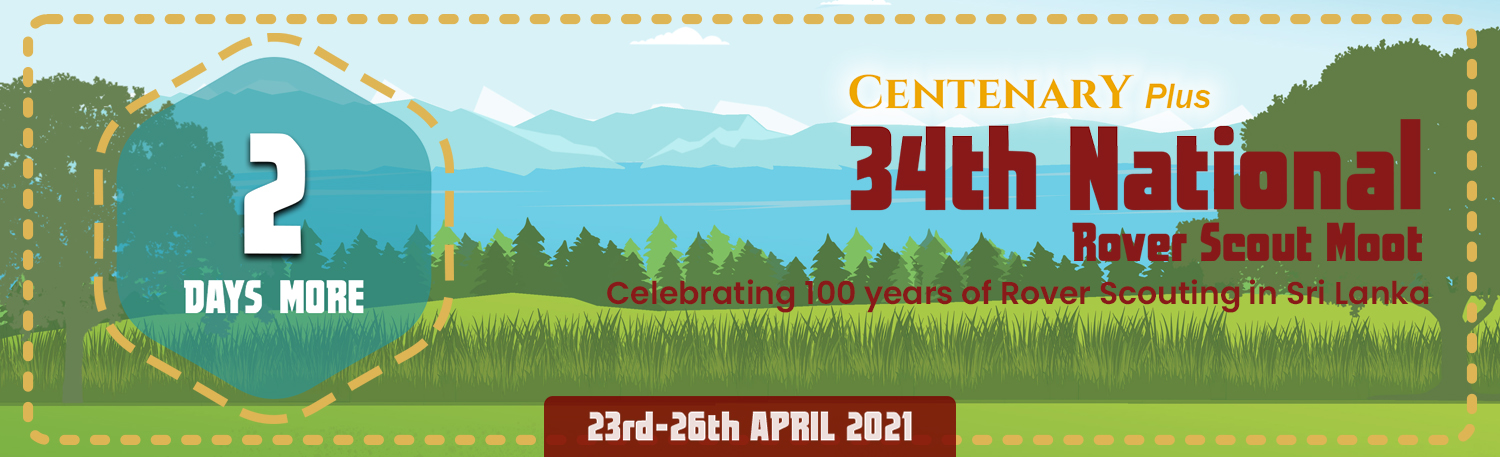 2
DAYS MORE
CENTENARY Plus
34th National
Rover Scout Moot
Celebrating 100 years of Rover Scouting in Sri Lanka
23rd-26th APRIL 2021